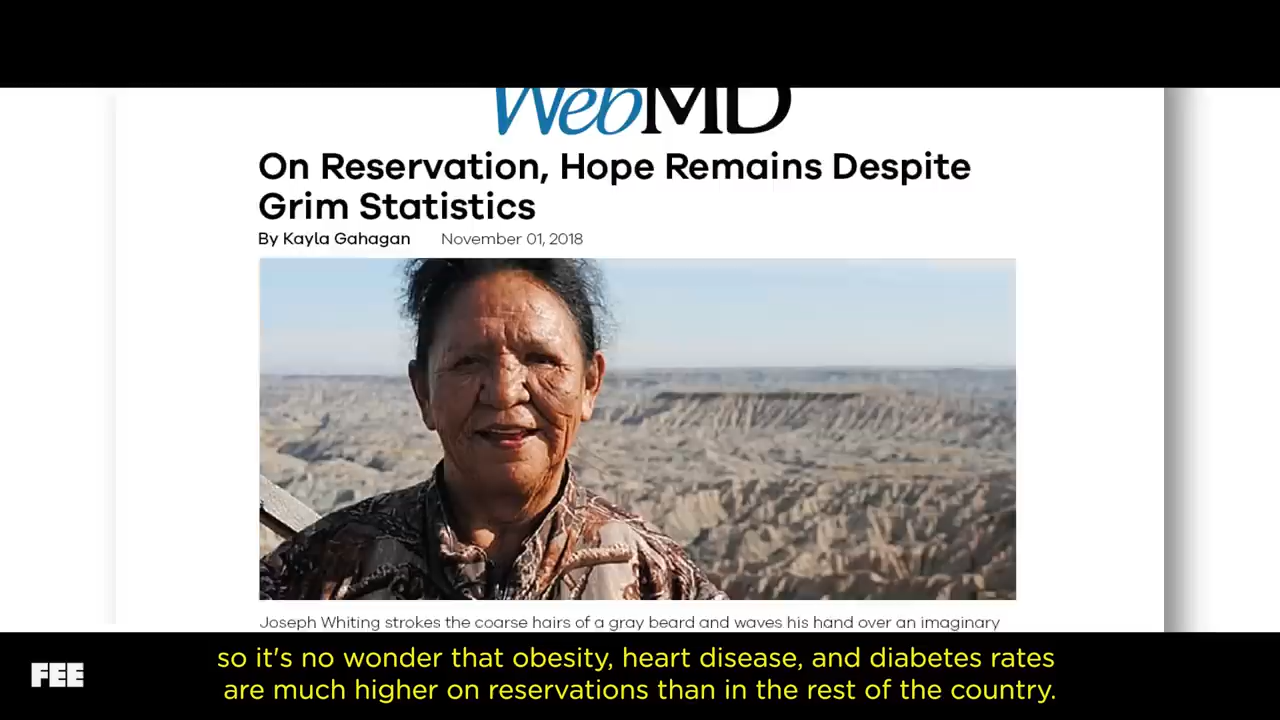 WebMD
On Reservation, Hope Remains Despite
Grim Statistics
By Kayla Gahagan November 01, 2018
Joseph Whiting strokes the coarse hairs of a gray beard and waves his hand over an imaginary
so it's no wonder that obesity, heart disease, and diabetes rates
FEE
are much higher on reservations than in the rest of the country.